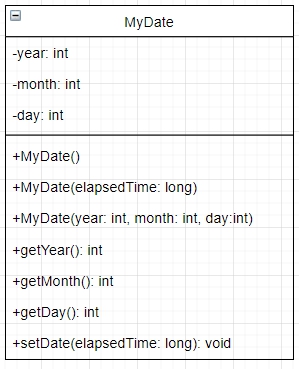 MyDate
-year: int
-month: int
-day: int
+MyDate()
+MyDate(elapsedTime: long)
+MyDate(year: int, month: int, day:int)
+getYear(): int
+getMonth(): int
+getDay(): int
+setDate(elapsedTime: long): void